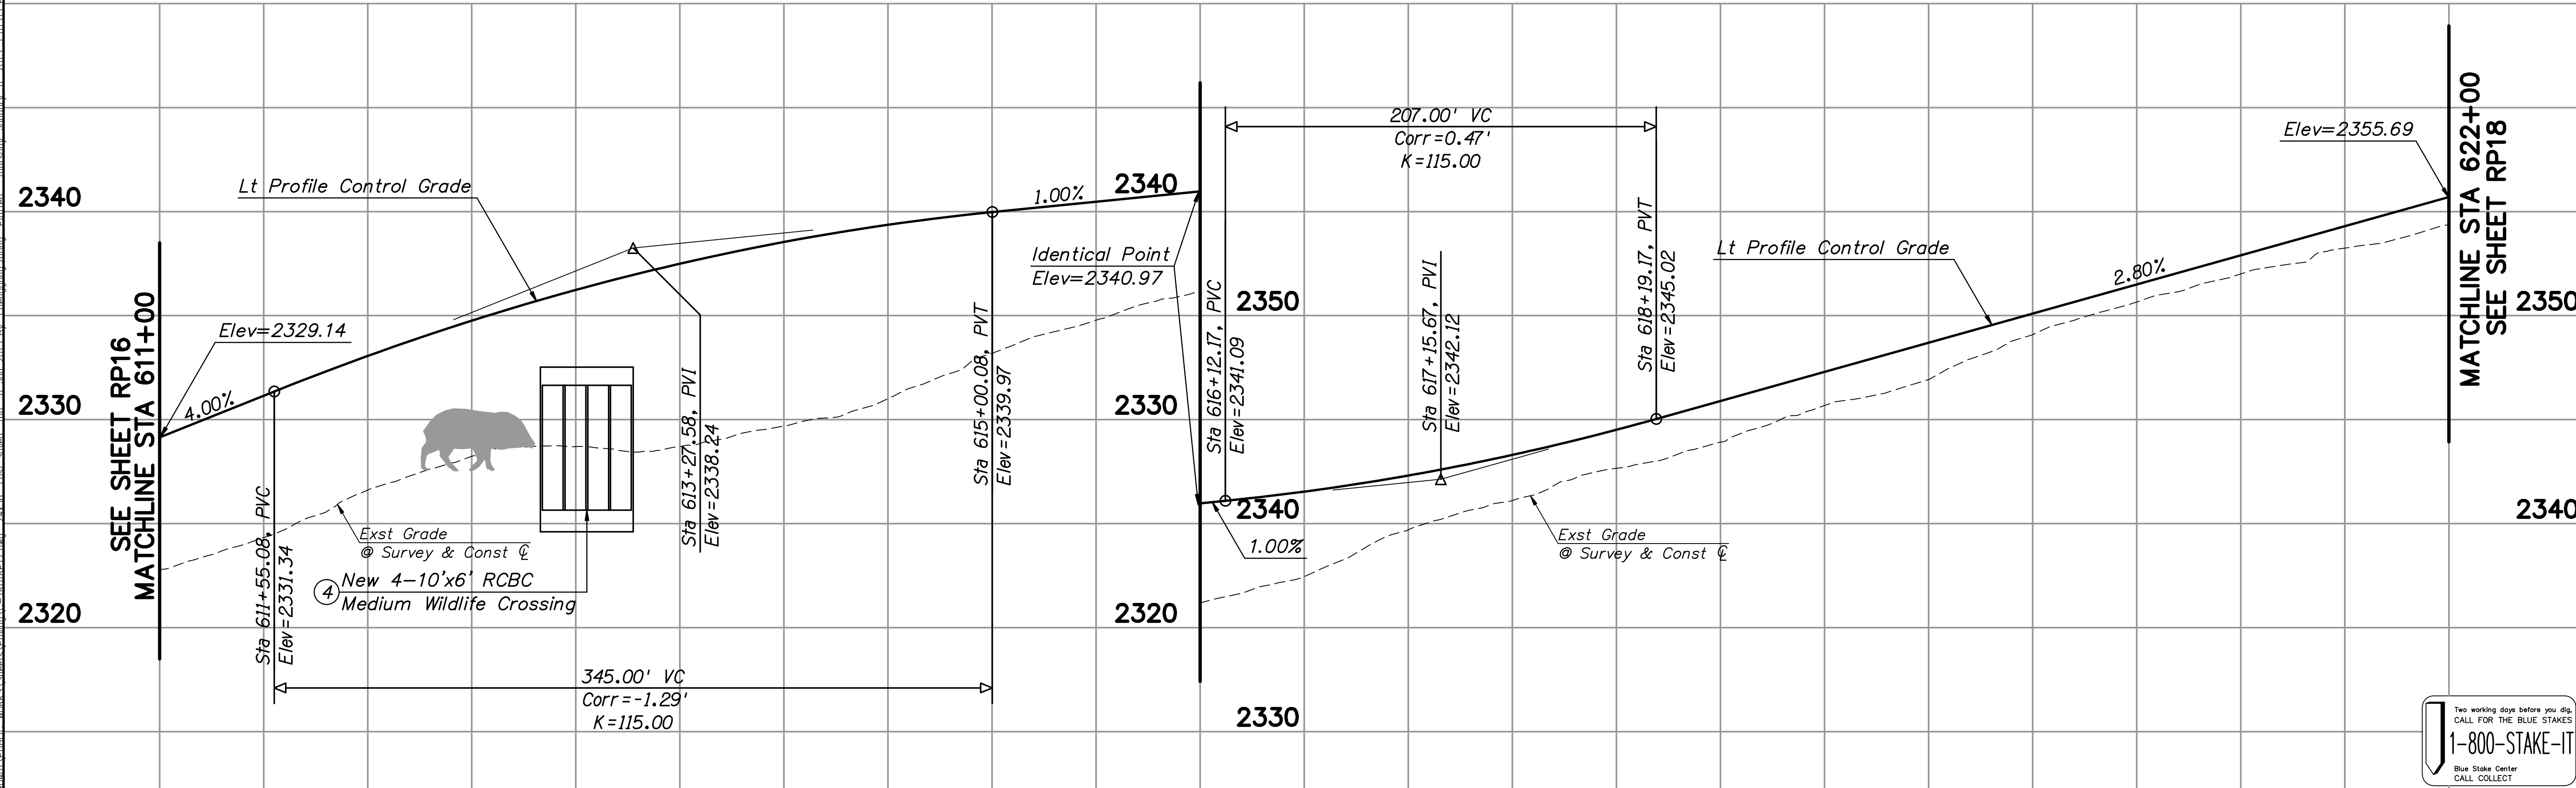 SEE SHEET RP16
MATCHLINE STA 611+00
2340
2330
2320
Elev=2329.14
4.00%
Lt Profile Control Grade
Sta 611+55.08, PVC
Elev=2331.34
Exst Grade
@ Survey & Const ℄
4
New 4-10'x6' RCBC
Medium Wildlife Crossing
Sta 613+27.58, PVI
Elev=2338.24
345.00' VC
Corr=-1.29'
K=115.00
Sta 615+00.08, PVT
Elev=2339.97
1.00%
2340
2330
2320
Identical Point
Elev=2340.97
2350
2340
2330
Sta 616+12.17, PVC
Elev=2341.09
1.00%
207.00' VC
Corr=0.47'
K=115.00
Sta 617+15.67, PVI
Elev=2342.12
Sta 618+19.17, PVT
Elev=2345.02
Exst Grade
@ Survey & Const ℄
Lt Profile Control Grade
2.80%
Elev=2355.69
MATCHLINE STA 622+00
SEE SHEET RP18
2350
2340
Two working days before you dig,
CALL FOR THE BLUE STAKES
1-800-STAKE-IT
Blue Stake Center
CALL COLLECT